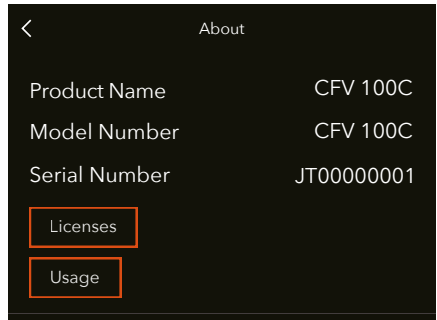 About
Product Name CFV 100C
Model Number CFV 100C
Serial Number JT00000001
Licenses
Usage